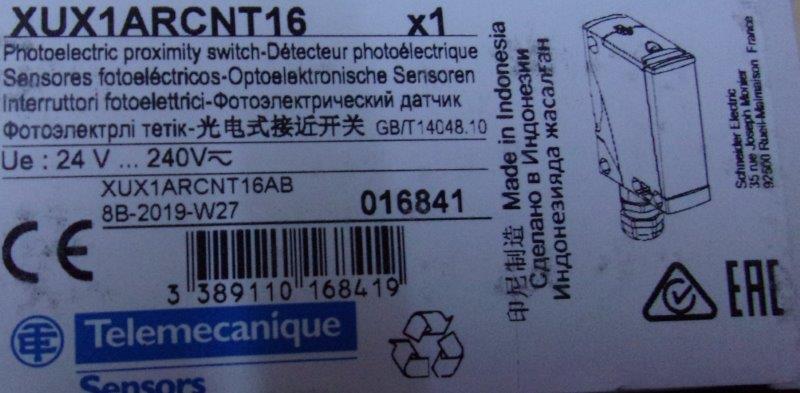 XUX1ARCNT16 x1
Photoelectric proximity switch-Détecteur photoélectrique
Sensores fotoeléctricos-Optoelektronische Sensoren
Interruttori fotoelettrici-Фотоэлектрический датчик
Фотоэлектрлі тетік-光电式接近开关 GB/T14048.10
Ue : 24 V ... 240V
XUX1ARCNT16AB
8B-2019-W27
016841
CE
3 389110 168419
TE Telemecanique
Sensors
印尼制造 Made in Indonesia
Сделано в Индонезии
Индонезияда жасалған
Schneider Electric
35 rue Joseph Monier
92500 Rueil-Malmaison France
EAC